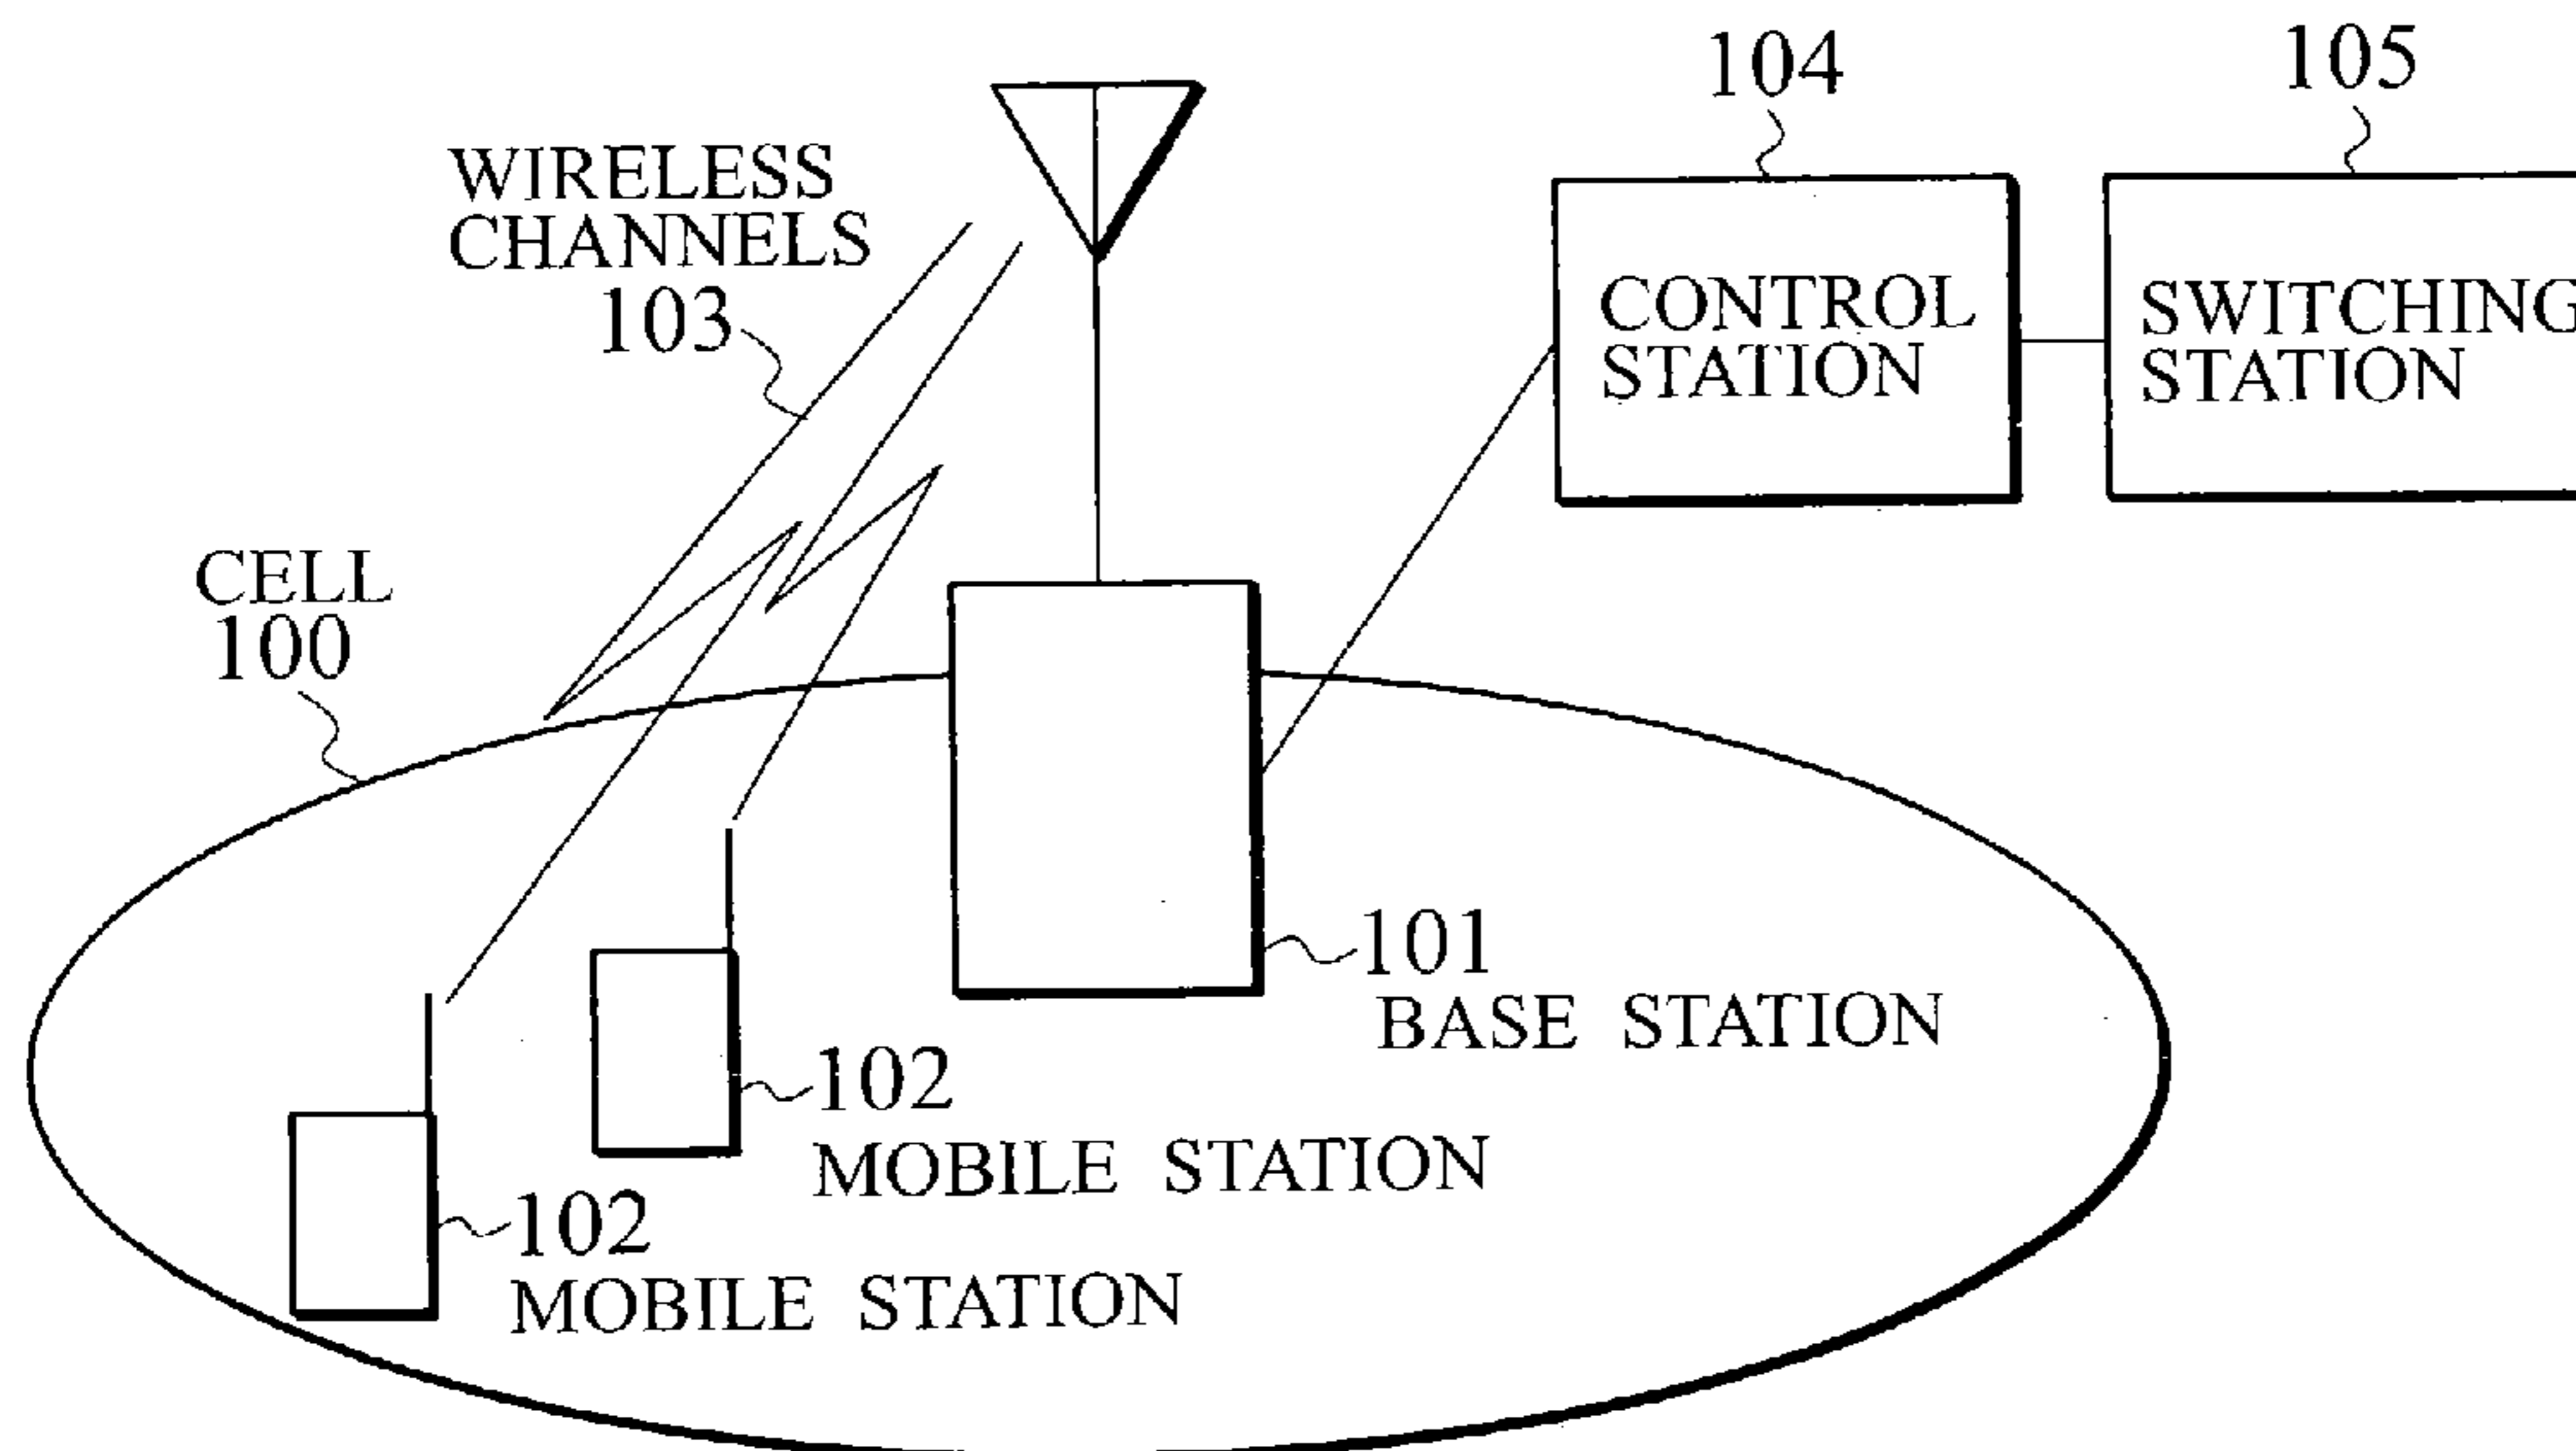 104
105
WIRELESS
CHANNELS
103
CONTROL
STATION
SWITCHING
STATION
CELL
100
101
BASE STATION
102
MOBILE STATION
102
MOBILE STATION